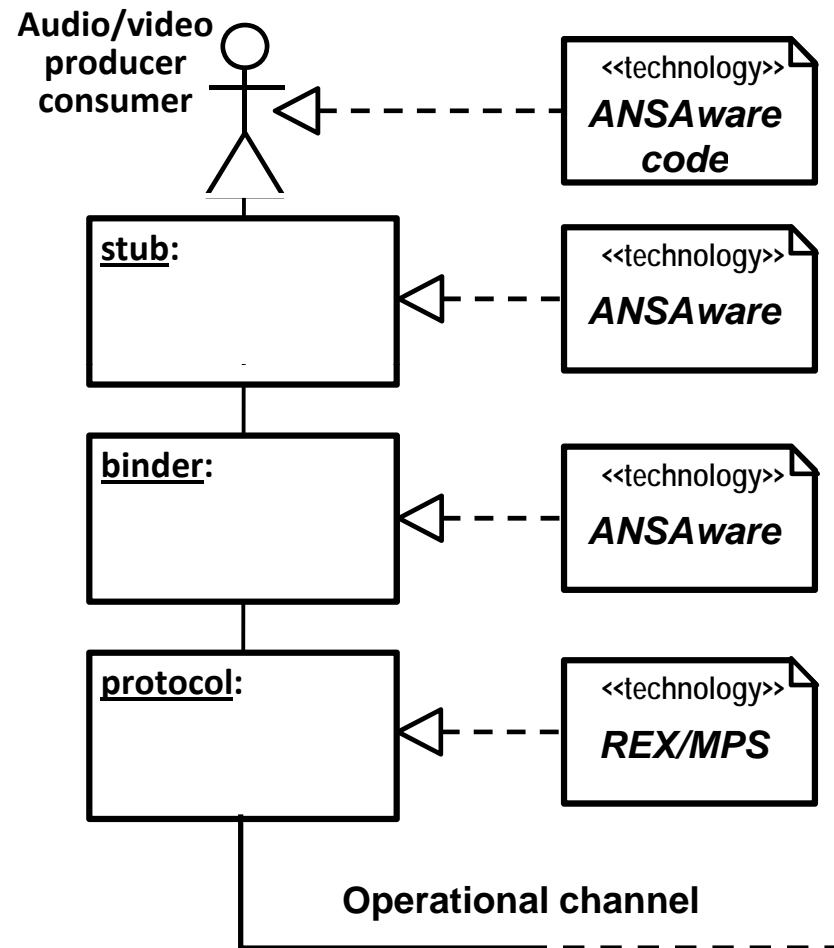 Audio/video
producer
consumer
<<technology>>
ANSAware
code
stub:
<<technology>>
ANSAware
binder:
<<technology>>
ANSAware
protocol:
<<technology>>
REX/MPS
Operational channel